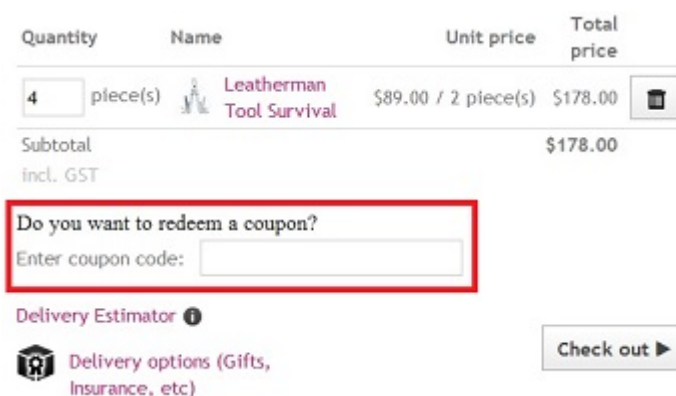 Quantity Name Unit price Total price
4 piece(s) Leatherman Tool Survival $89.00 / 2 piece(s) $178.00
Subtotal $178.00
incl. GST
Do you want to redeem a coupon?
Enter coupon code:
Delivery Estimator
Delivery options (Gifts,
Insurance, etc)
Check out